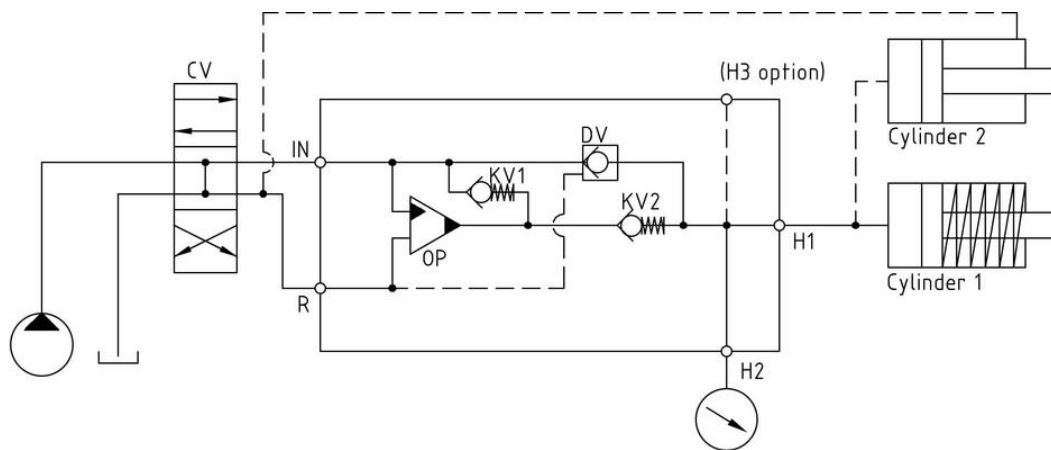 CV
(H3 option)
IN
DV
KV1
KV2
Cylinder 2
OP
H1
R
Cylinder 1
H2